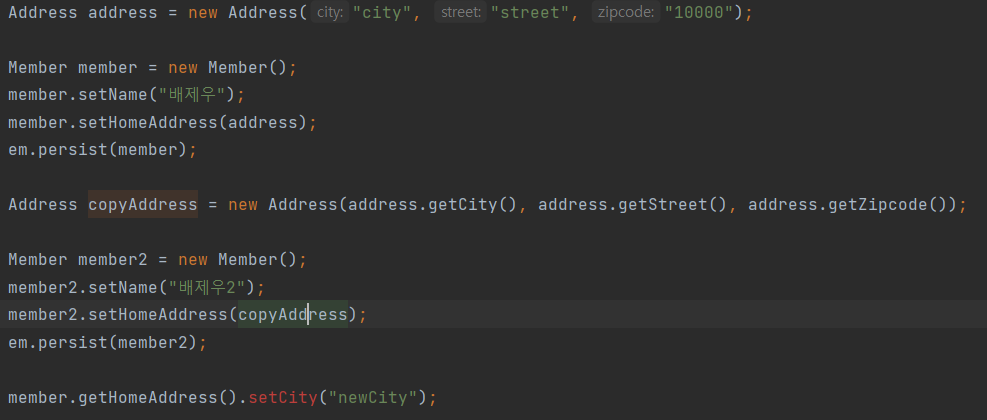 Address address = new Address( city: "city", street: "street", zipcode: "10000");
Member member = new Member();
member.setName("배제우");
member.setHomeAddress(address);
em.persist(member);
Address copyAddress = new Address(address.getCity(), address.getStreet(), address.getZipcode());
Member member2 = new Member();
member2.setName("배제우2");
member2.setHomeAddress(copyAddress);
em.persist(member2);
member.getHomeAddress().setCity("newCity");